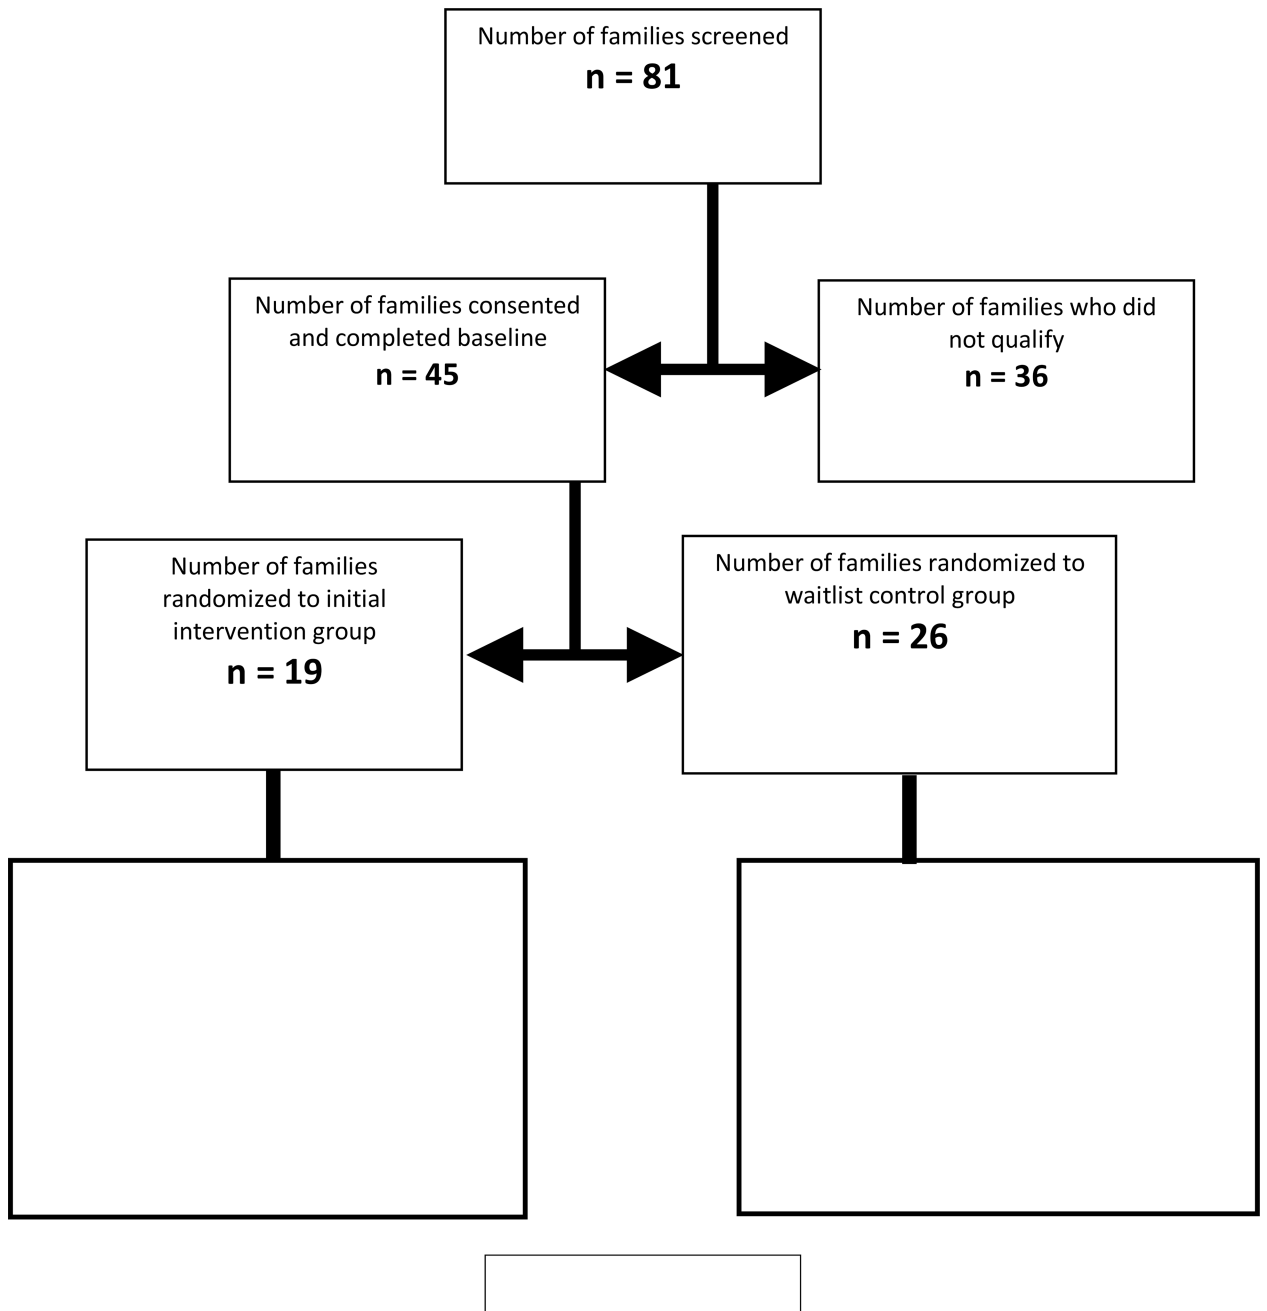 Number of families screened
n = 81
Number of families consented
and completed baseline
n = 45
Number of families who did
not qualify
n = 36
Number of families
randomized to initial
intervention group
n = 19
Number of families randomized to
waitlist control group
n = 26